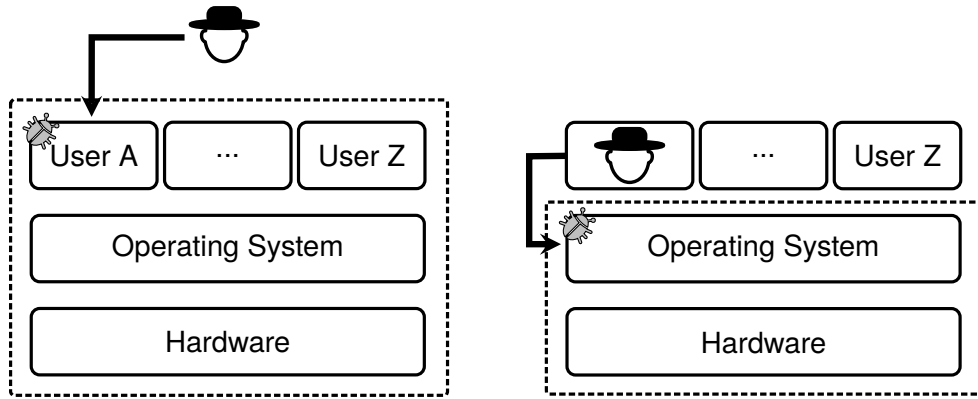 User A
...
User Z
Operating System
Hardware
...
User Z
Operating System
Hardware